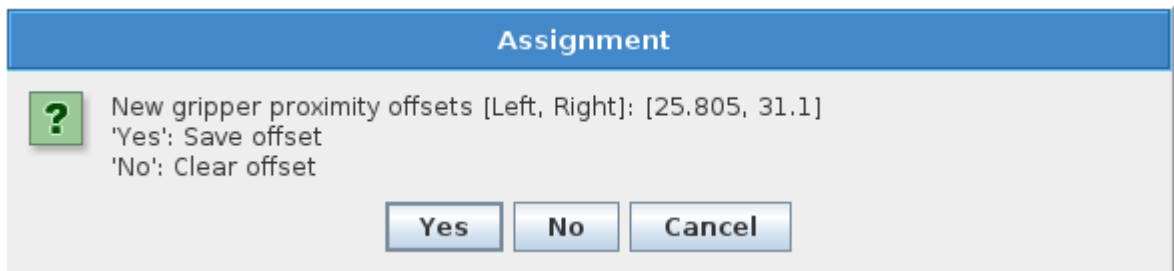 Assignment
?
New gripper proximity offsets [Left, Right]: [25.805, 31.1]
'Yes': Save offset
'No': Clear offset
Yes No Cancel